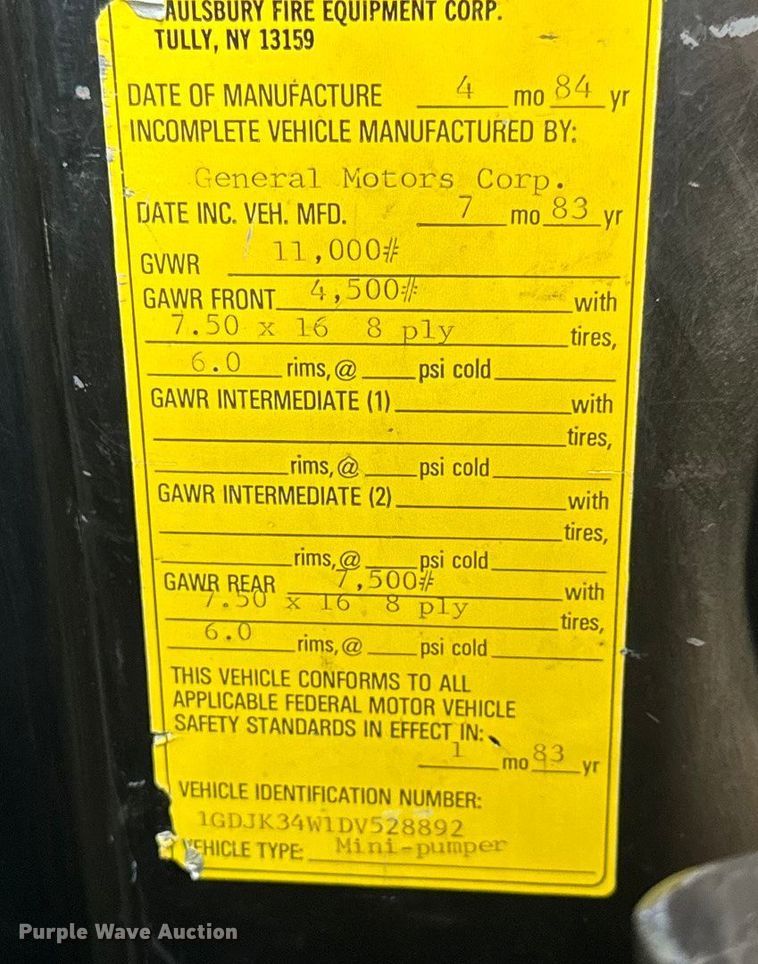 AULSBURY FIRE EQUIPMENT CORP.
TULLY, NY 13159
DATE OF MANUFACTURE 4 mo 84 yr
INCOMPLETE VEHICLE MANUFACTURED BY:
General Motors Corp.
DATE INC. VEH. MFD. 7 mo 83 yr
GVWR 11,000#
GAWR FRONT 4,500# with
7.50 x 16 8 ply tires,
6.0 rims, @ psi cold
GAWR INTERMEDIATE (1) with
tires,
rims, @ psi cold
GAWR INTERMEDIATE (2) with
tires,
rims, @ psi cold
GAWR REAR 7,500# with
7.50 x 16 8 ply tires,
6.0 rims, @ psi cold
THIS VEHICLE CONFORMS TO ALL
APPLICABLE FEDERAL MOTOR VEHICLE
SAFETY STANDARDS IN EFFECT IN:
1 mo 83 yr
VEHICLE IDENTIFICATION NUMBER:
1GDJK34W1DV528892
VEHICLE TYPE: Mini-pumper
Purple Wave Auction